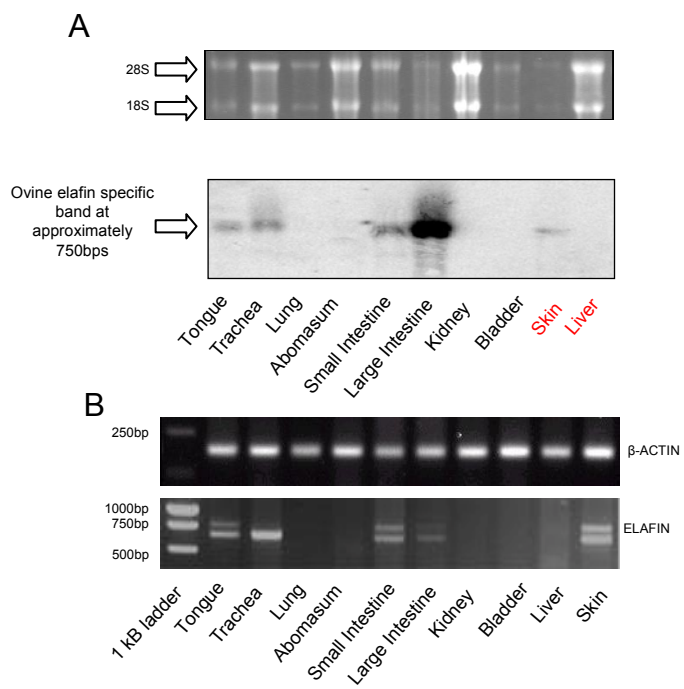 A
28S
18S
Ovine elafin specific
band at
approximately
750bps
Tongue
Trachea
Lung
Abomasum
Small Intestine
Large Intestine
Kidney
Bladder
Skin
Liver
B
250bp
β-ACTIN
1000bp
750bp
500bp
ELAFIN
1 kB ladder
Tongue
Trachea
Lung
Abomasum
Small Intestine
Large Intestine
Kidney
Bladder
Liver
Skin